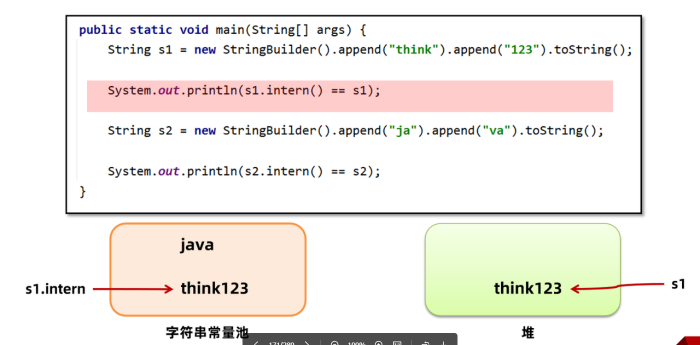 public static void main(String[] args) {
String s1 = new StringBuilder().append("think").append("123").toString();
System.out.println(s1.intern() == s1);
String s2 = new StringBuilder().append("ja").append("va").toString();
System.out.println(s2.intern() == s2);
}
java
s1.intern
think123
think123
s1
字符串常量池
堆
100%